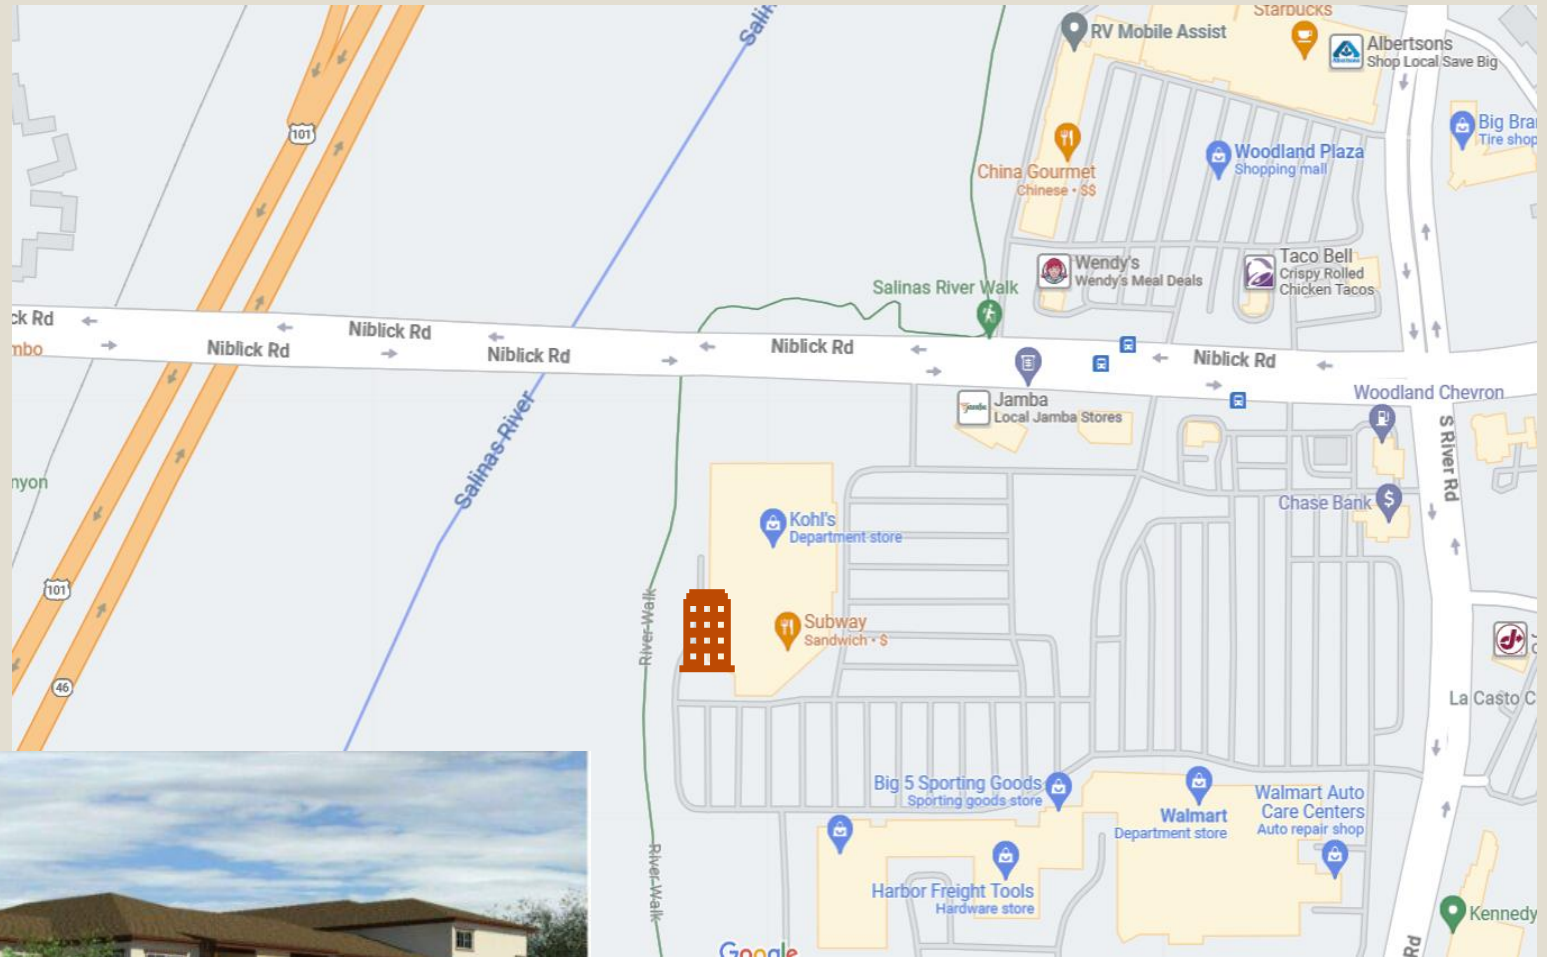 Starbucks
RV Mobile Assist
Albertsons
Shop Local Save Big
Salin
101
Big Bra
Tire shop
Woodland Plaza
Shopping mall
China Gourmet
Chinese • $$
Wendy's
Wendy's Meal Deals
Taco Bell
Crispy Rolled
Chicken Tacos
Salinas River Walk
ck Rd
Niblick Rd
Niblick Rd
Niblick Rd
Niblick Rd
Niblick Rd
mbo
Jamba
Local Jamba Stores
Woodland Chevron
S River Rd
Salinas River
nyon
Chase Bank
Kohl's
Department store
101
River Walk
Subway
Sandwich • $
46
La Casto C
Big 5 Sporting Goods
Sporting goods store
Walmart
Department store
Walmart Auto
Care Centers
Auto repair shop
River Walk
Harbor Freight Tools
Hardware store
Kennedy
Rd
Google